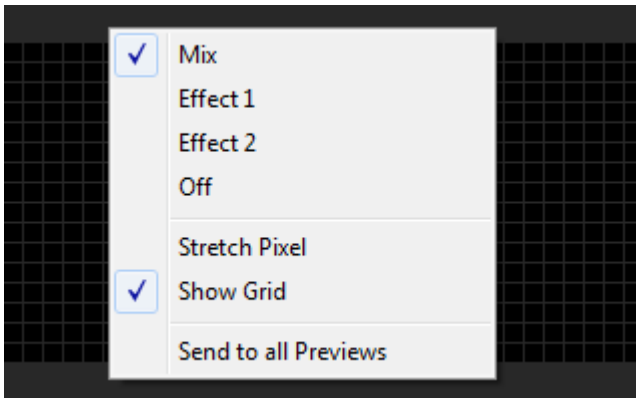 Mix
Effect 1
Effect 2
Off
Stretch Pixel
Show Grid
Send to all Previews